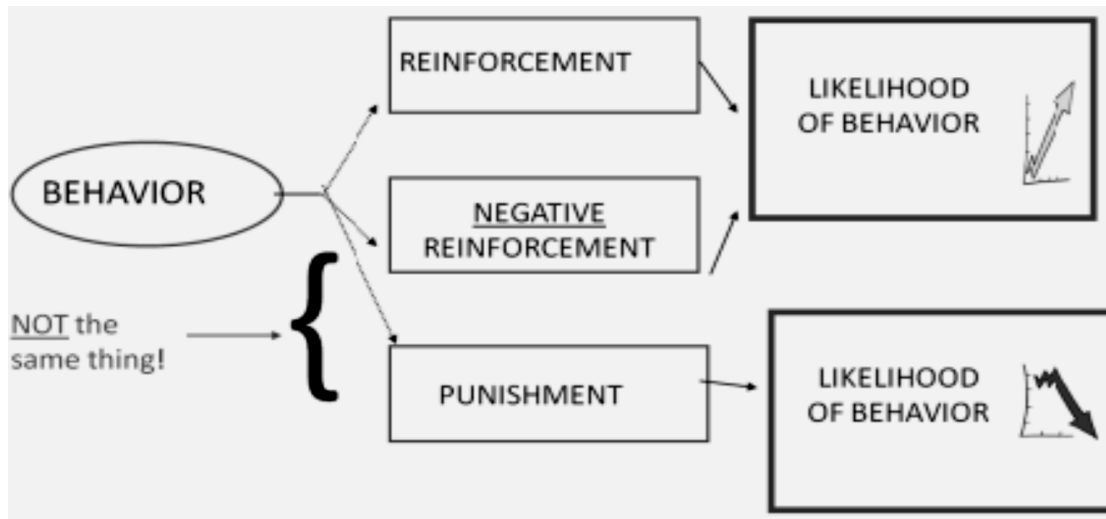 REINFORCEMENT
LIKELIHOOD
OF BEHAVIOR
BEHAVIOR
NEGATIVE
REINFORCEMENT
NOT the
same thing!
{
PUNISHMENT
LIKELIHOOD
OF BEHAVIOR